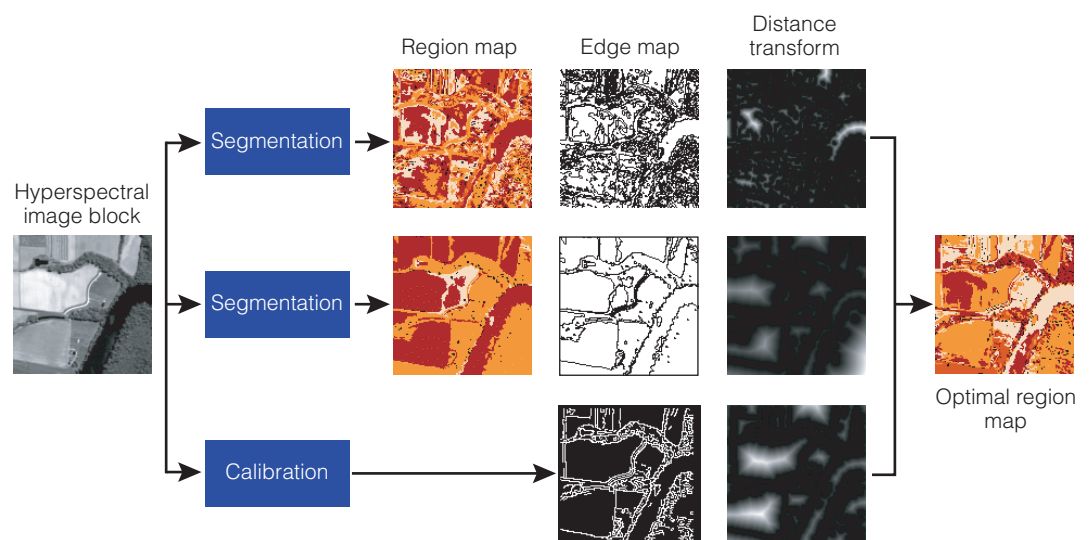 Region map
Edge map
Distance
transform
Segmentation
Hyperspectral
image block
Segmentation
Optimal region
map
Calibration